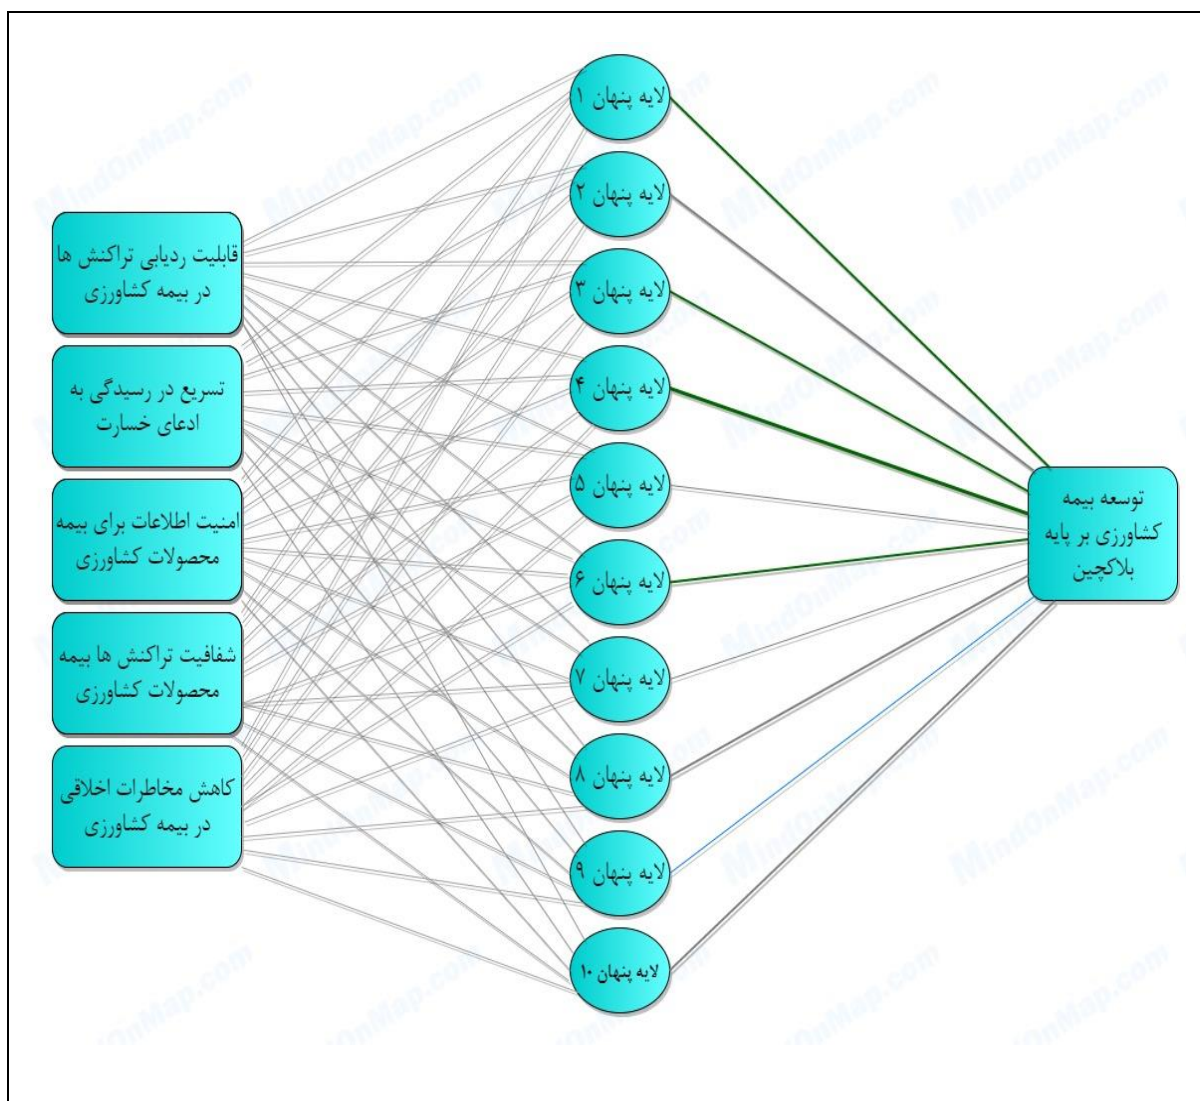 قابلیت ردیابی تراکنش ها
در بیمه کشاورزی
تسریع در رسیدگی به
ادعای خسارت
امنیت اطلاعات برای بیمه
محصولات کشاورزی
شفافیت تراکنش ها بیمه
محصولات کشاورزی
کاهش مخاطرات اخلاقی
در بیمه کشاورزی
لایه پنهان ۱
لایه پنهان ۲
لایه پنهان ۳
لایه پنهان ۴
لایه پنهان ۵
لایه پنهان ۶
لایه پنهان ۷
لایه پنهان ۸
لایه پنهان ۹
لایه پنهان ۱۰
توسعه بیمه
کشاورزی بر پایه
بلاکچین
MindOnMap.com